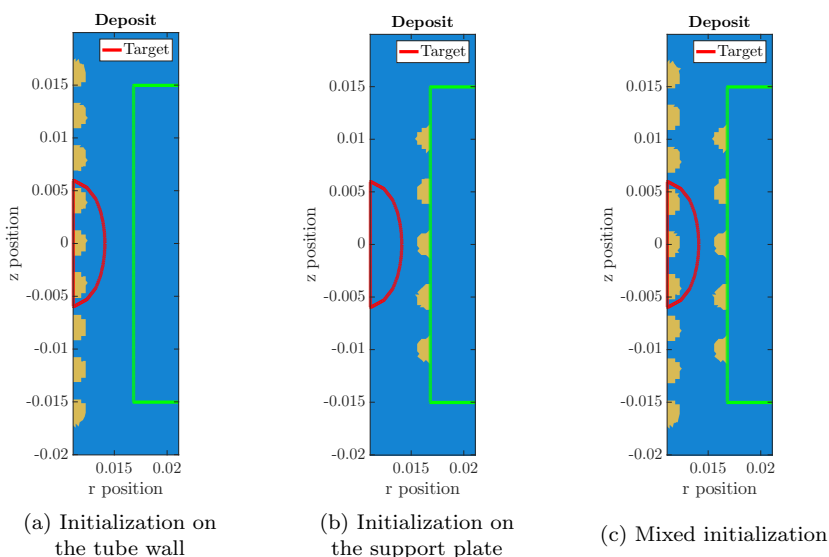 Deposit
Target
0.015
0.01
0.005
0
-0.005
-0.01
-0.015
-0.02
z position
0.015 0.02
r position
(a) Initialization on
the tube wall
Deposit
Target
0.015
0.01
0.005
0
-0.005
-0.01
-0.015
-0.02
z position
0.015 0.02
r position
(b) Initialization on
the support plate
Deposit
Target
0.015
0.01
0.005
0
-0.005
-0.01
-0.015
-0.02
z position
0.015 0.02
r position
(c) Mixed initialization